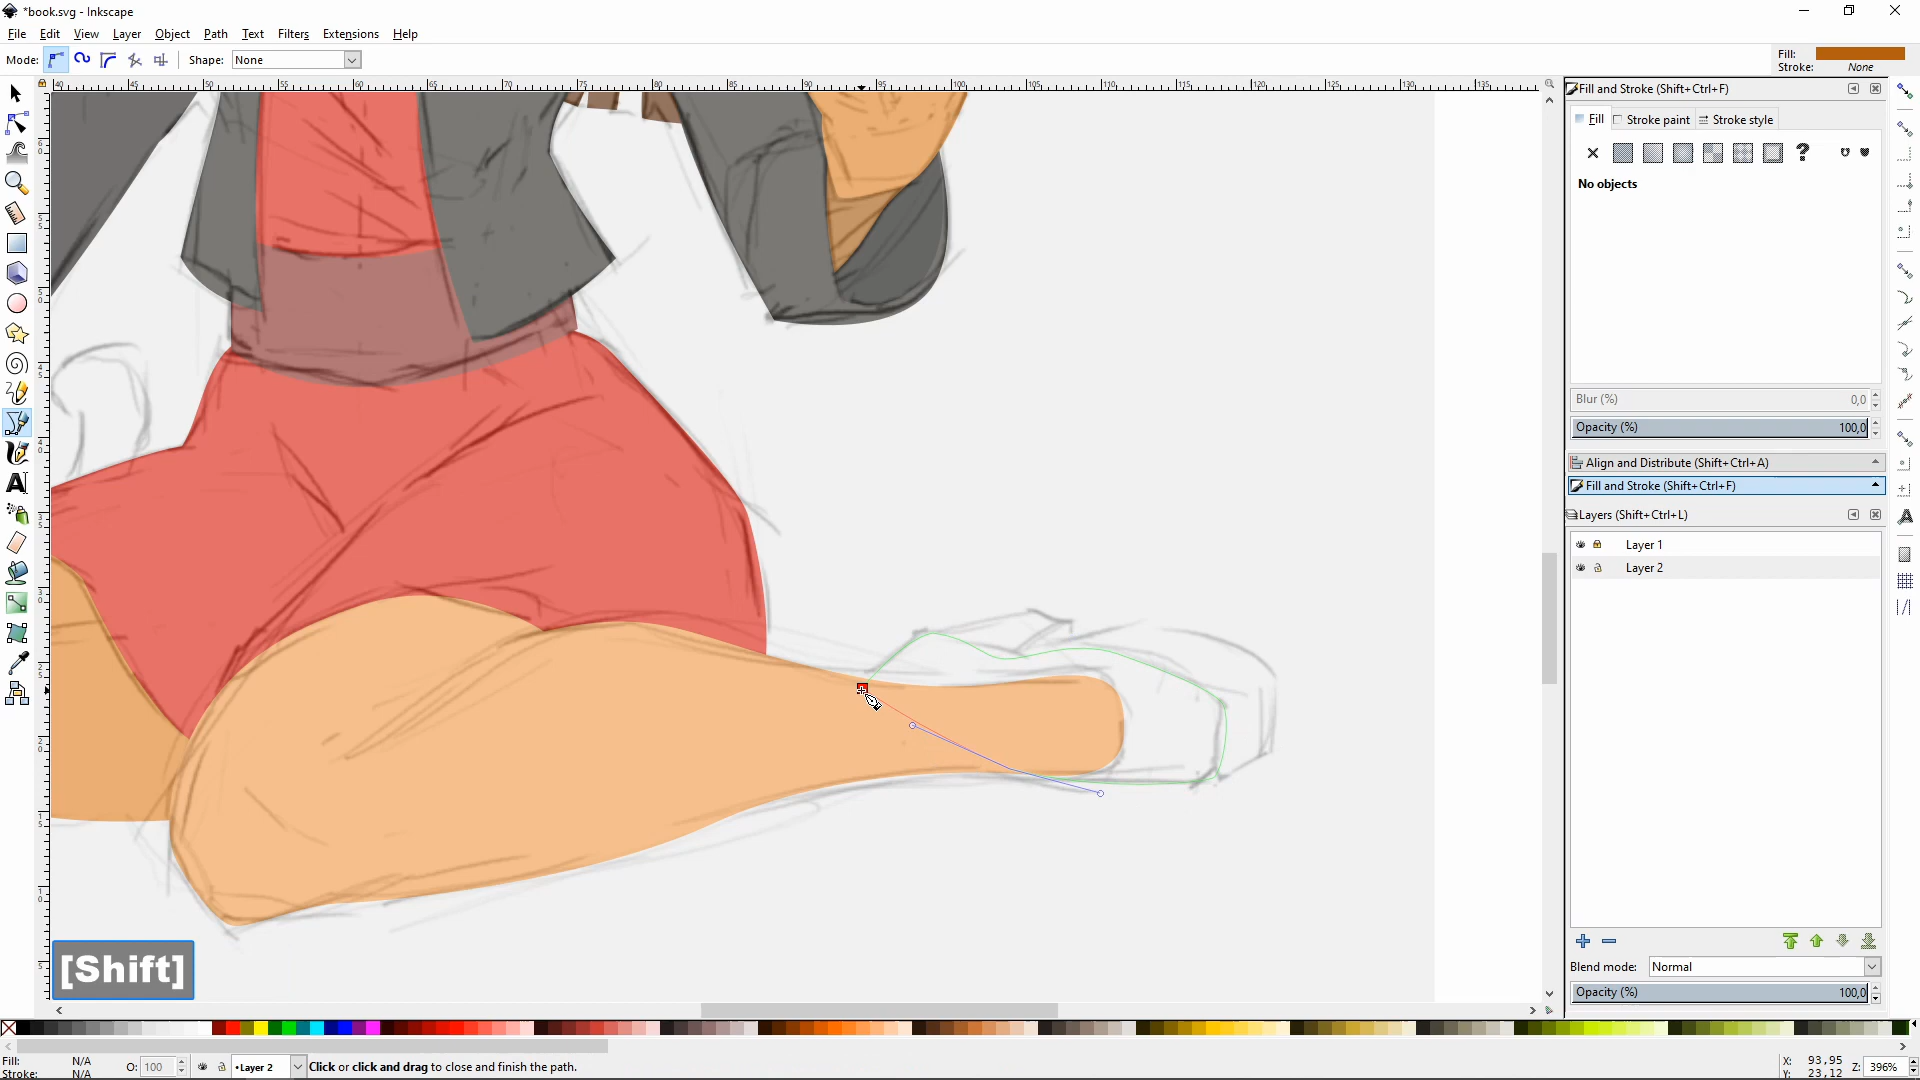 *book.svg - Inkscape
File Edit View Layer Object Path Text Filters Extensions Help
Mode: Shape: None
Fill:
Stroke: None
Fill and Stroke (Shift+Ctrl+F)
Fill Stroke paint Stroke style
No objects
Blur (%) 0,0
Opacity (%) 100,0
Align and Distribute (Shift+Ctrl+A)
Fill and Stroke (Shift+Ctrl+F)
Layers (Shift+Ctrl+L)
Layer 1
Layer 2
[Shift]
Blend mode: Normal
Opacity (%) 100,0
Fill: N/A
Stroke: N/A
O: 100
•Layer 2
Click or click and drag to close and finish the path.
X: 93,95
Y: 23,12
Z: 396%